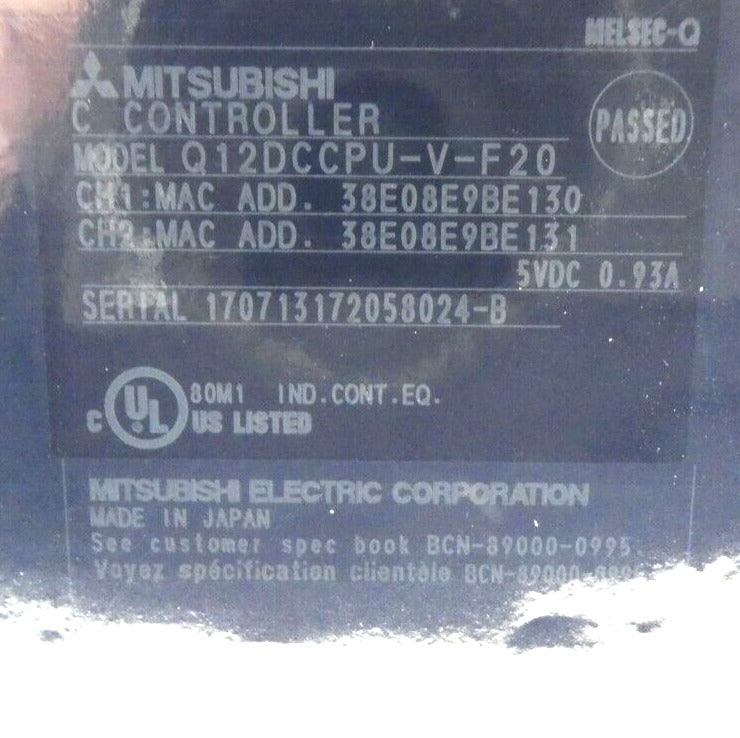 MELSEC-Q
MITSUBISHI
C CONTROLLER
PASSED
MODEL Q12DCCPU-V-F20
CH1:MAC ADD. 38E08E9BE130
CH2:MAC ADD. 38E08E9BE131
5VDC 0.93A
SERIAL 170713172058024-B
80M1 IND.CONT.EQ.
C UL US LISTED
MITSUBISHI ELECTRIC CORPORATION
MADE IN JAPAN
See customer spec book BCN-89000-0995.
Voyez spécification clientèle